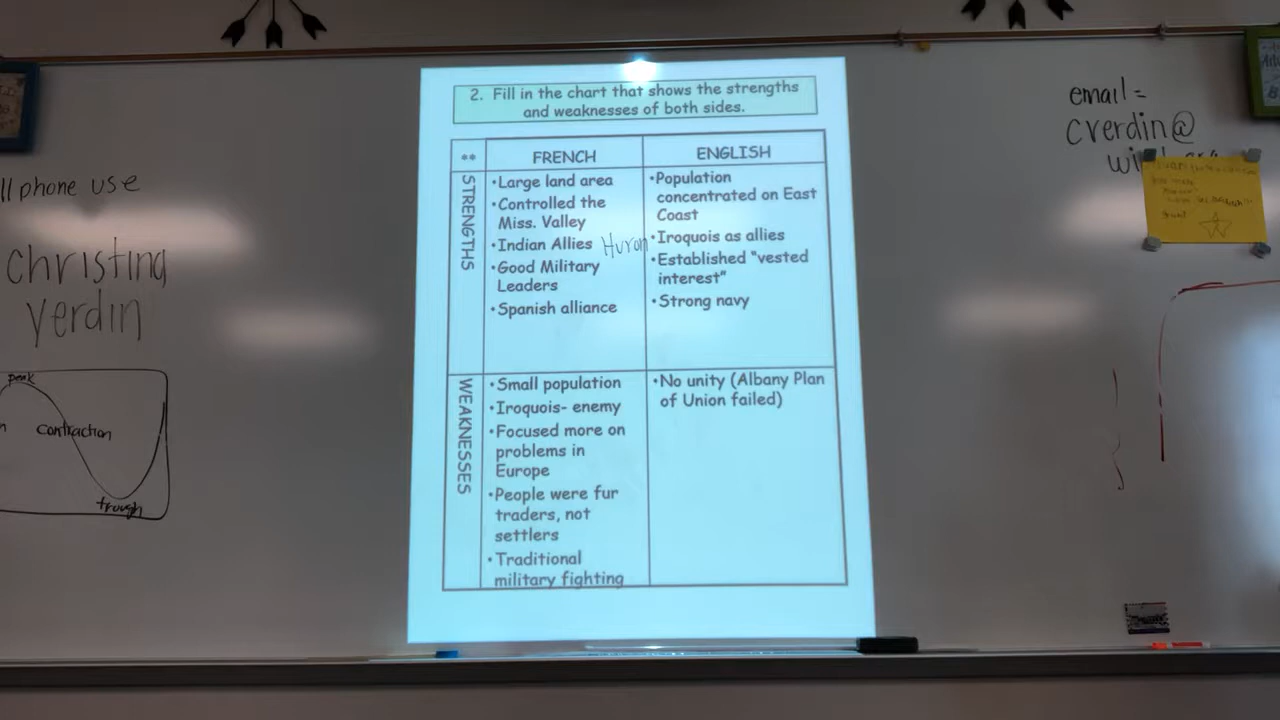 2. Fill in the chart that shows the strengths
and weaknesses of both sides.
** FRENCH ENGLISH
STRENGTHS
•Large land area
•Controlled the
Miss. Valley
•Indian Allies Huron
•Good Military
Leaders
•Spanish alliance
•Population
concentrated on East
Coast
•Iroquois as allies
•Established "vested
interest"
•Strong navy
WEAKNESSES
•Small population
•Iroquois- enemy
•Focused more on
problems in
Europe
•People were fur
traders, not
settlers
•Traditional
military fighting
•No unity (Albany Plan
of Union failed)
ll phone use
christina
verdin
peak
contraction
trough
email =
cverdin@